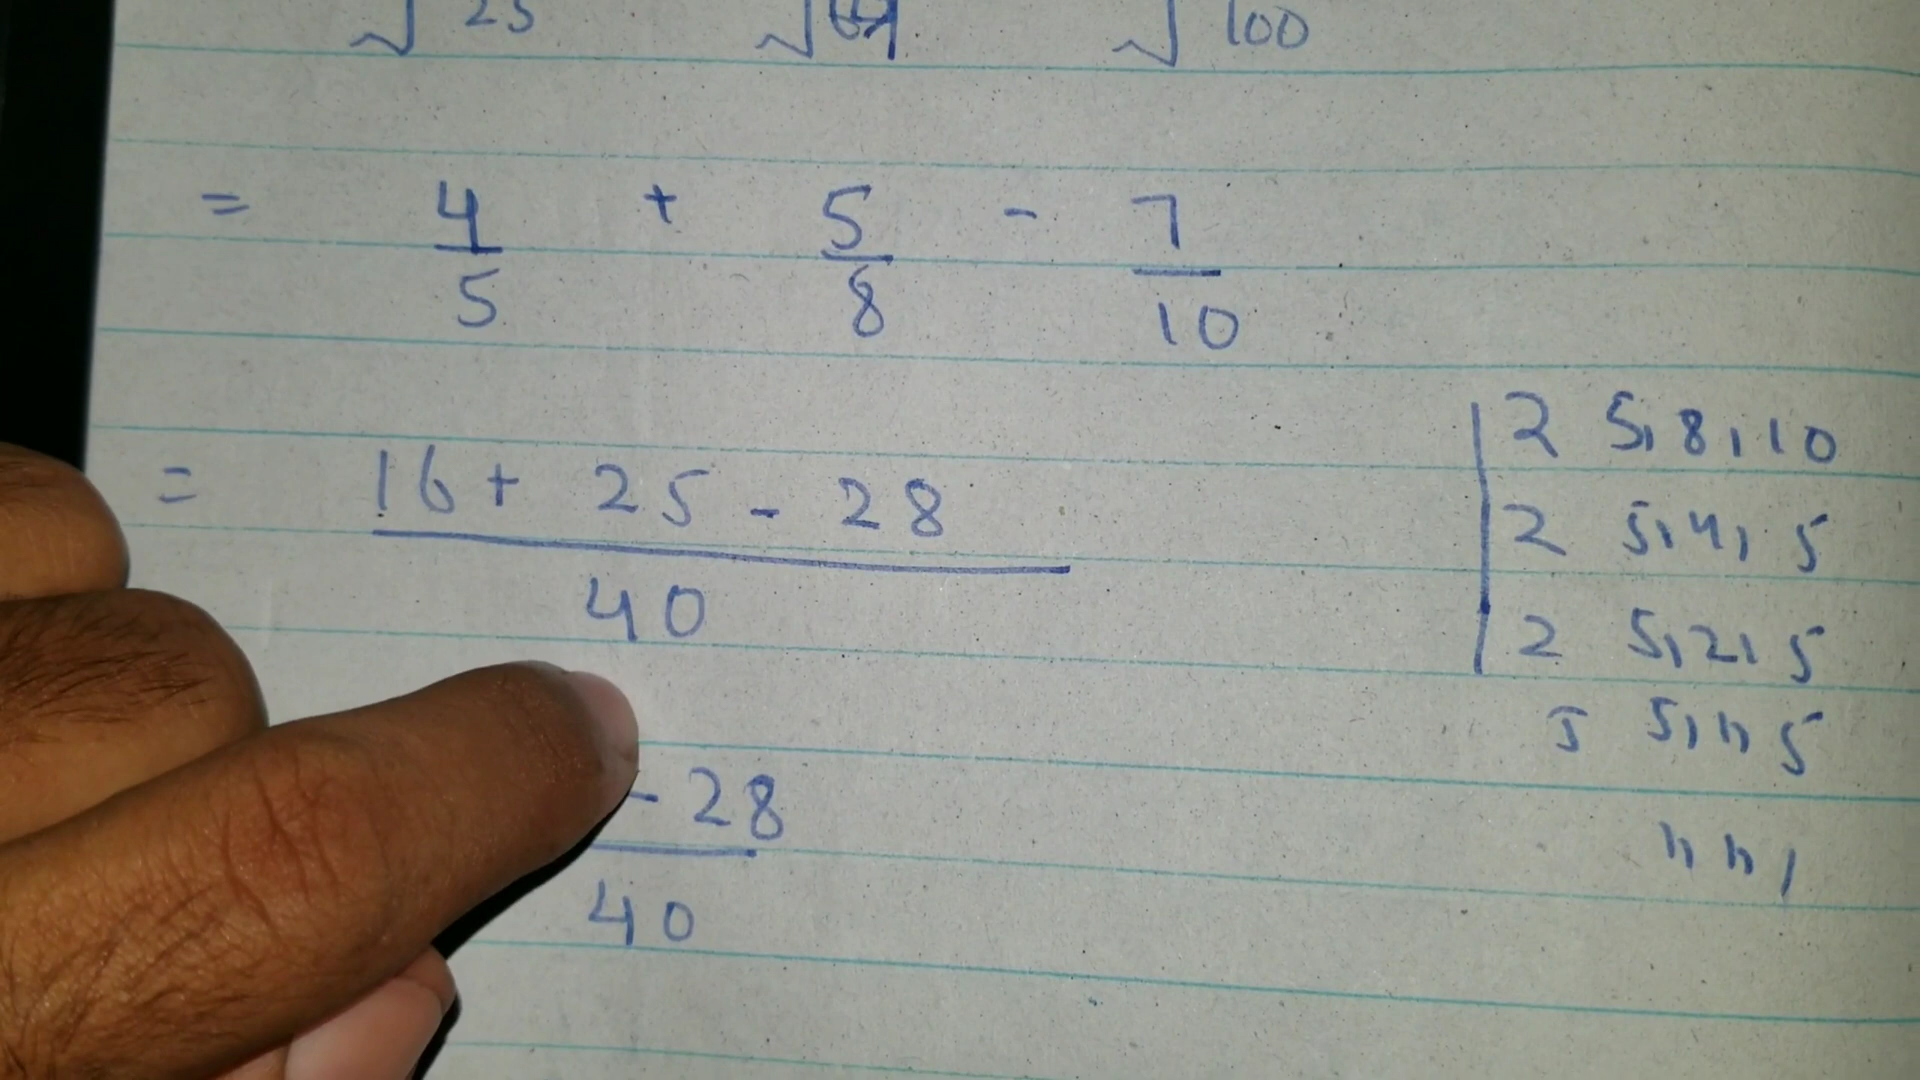 √25 √64 √100
= 4/5 + 5/8 - 7/10
= 16 + 25 - 28
40
- 28
40
2 5, 8, 10
2 5, 4, 5
2 5, 2, 5
5 5, 1, 5
1, 1, 1